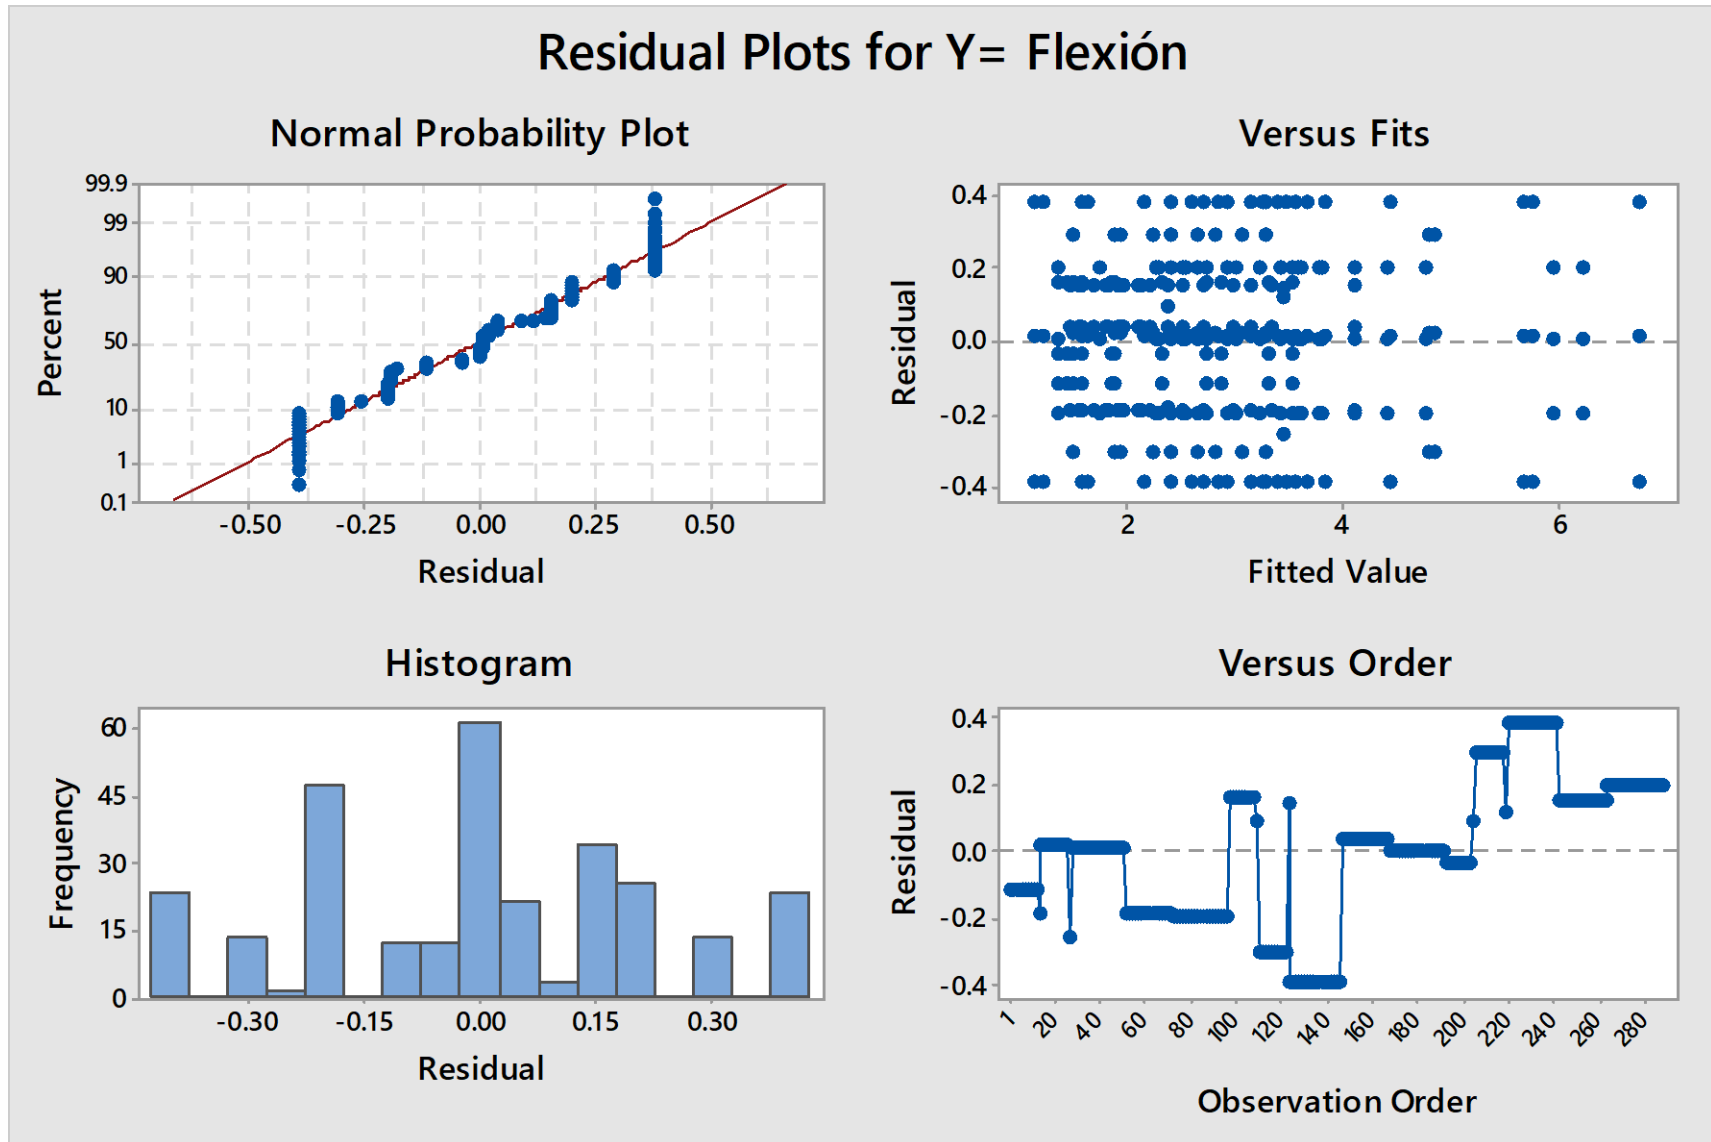 Residual Plots for Y= Flexión
Normal Probability Plot
99.9
99
90
50
10
1
0.1
Percent
-0.50 -0.25 0.00 0.25 0.50
Residual
Versus Fits
0.4
0.2
0.0
-0.2
-0.4
Residual
2 4 6
Fitted Value
Histogram
60
45
30
15
0
Frequency
-0.30 -0.15 0.00 0.15 0.30
Residual
Versus Order
0.4
0.2
0.0
-0.2
-0.4
Residual
1 20 40 60 80 100 120 140 160 180 200 220 240 260 280
Observation Order